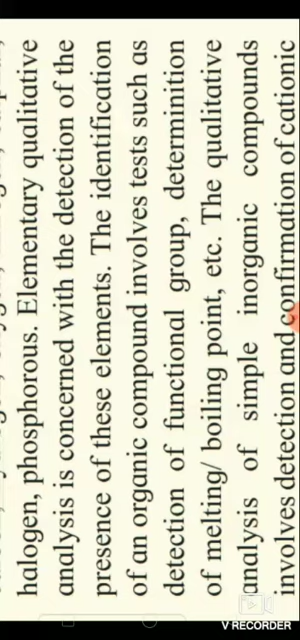 halogen, phosphorous. Elementary qualitative
analysis is concerned with the detection of the
presence of these elements. The identification
of an organic compound involves tests such as
detection of functional group, determinition
of melting/ boiling point, etc. The qualitative
analysis of simple inorganic compounds
involves detection and confirmation of cationic
V RECORDER